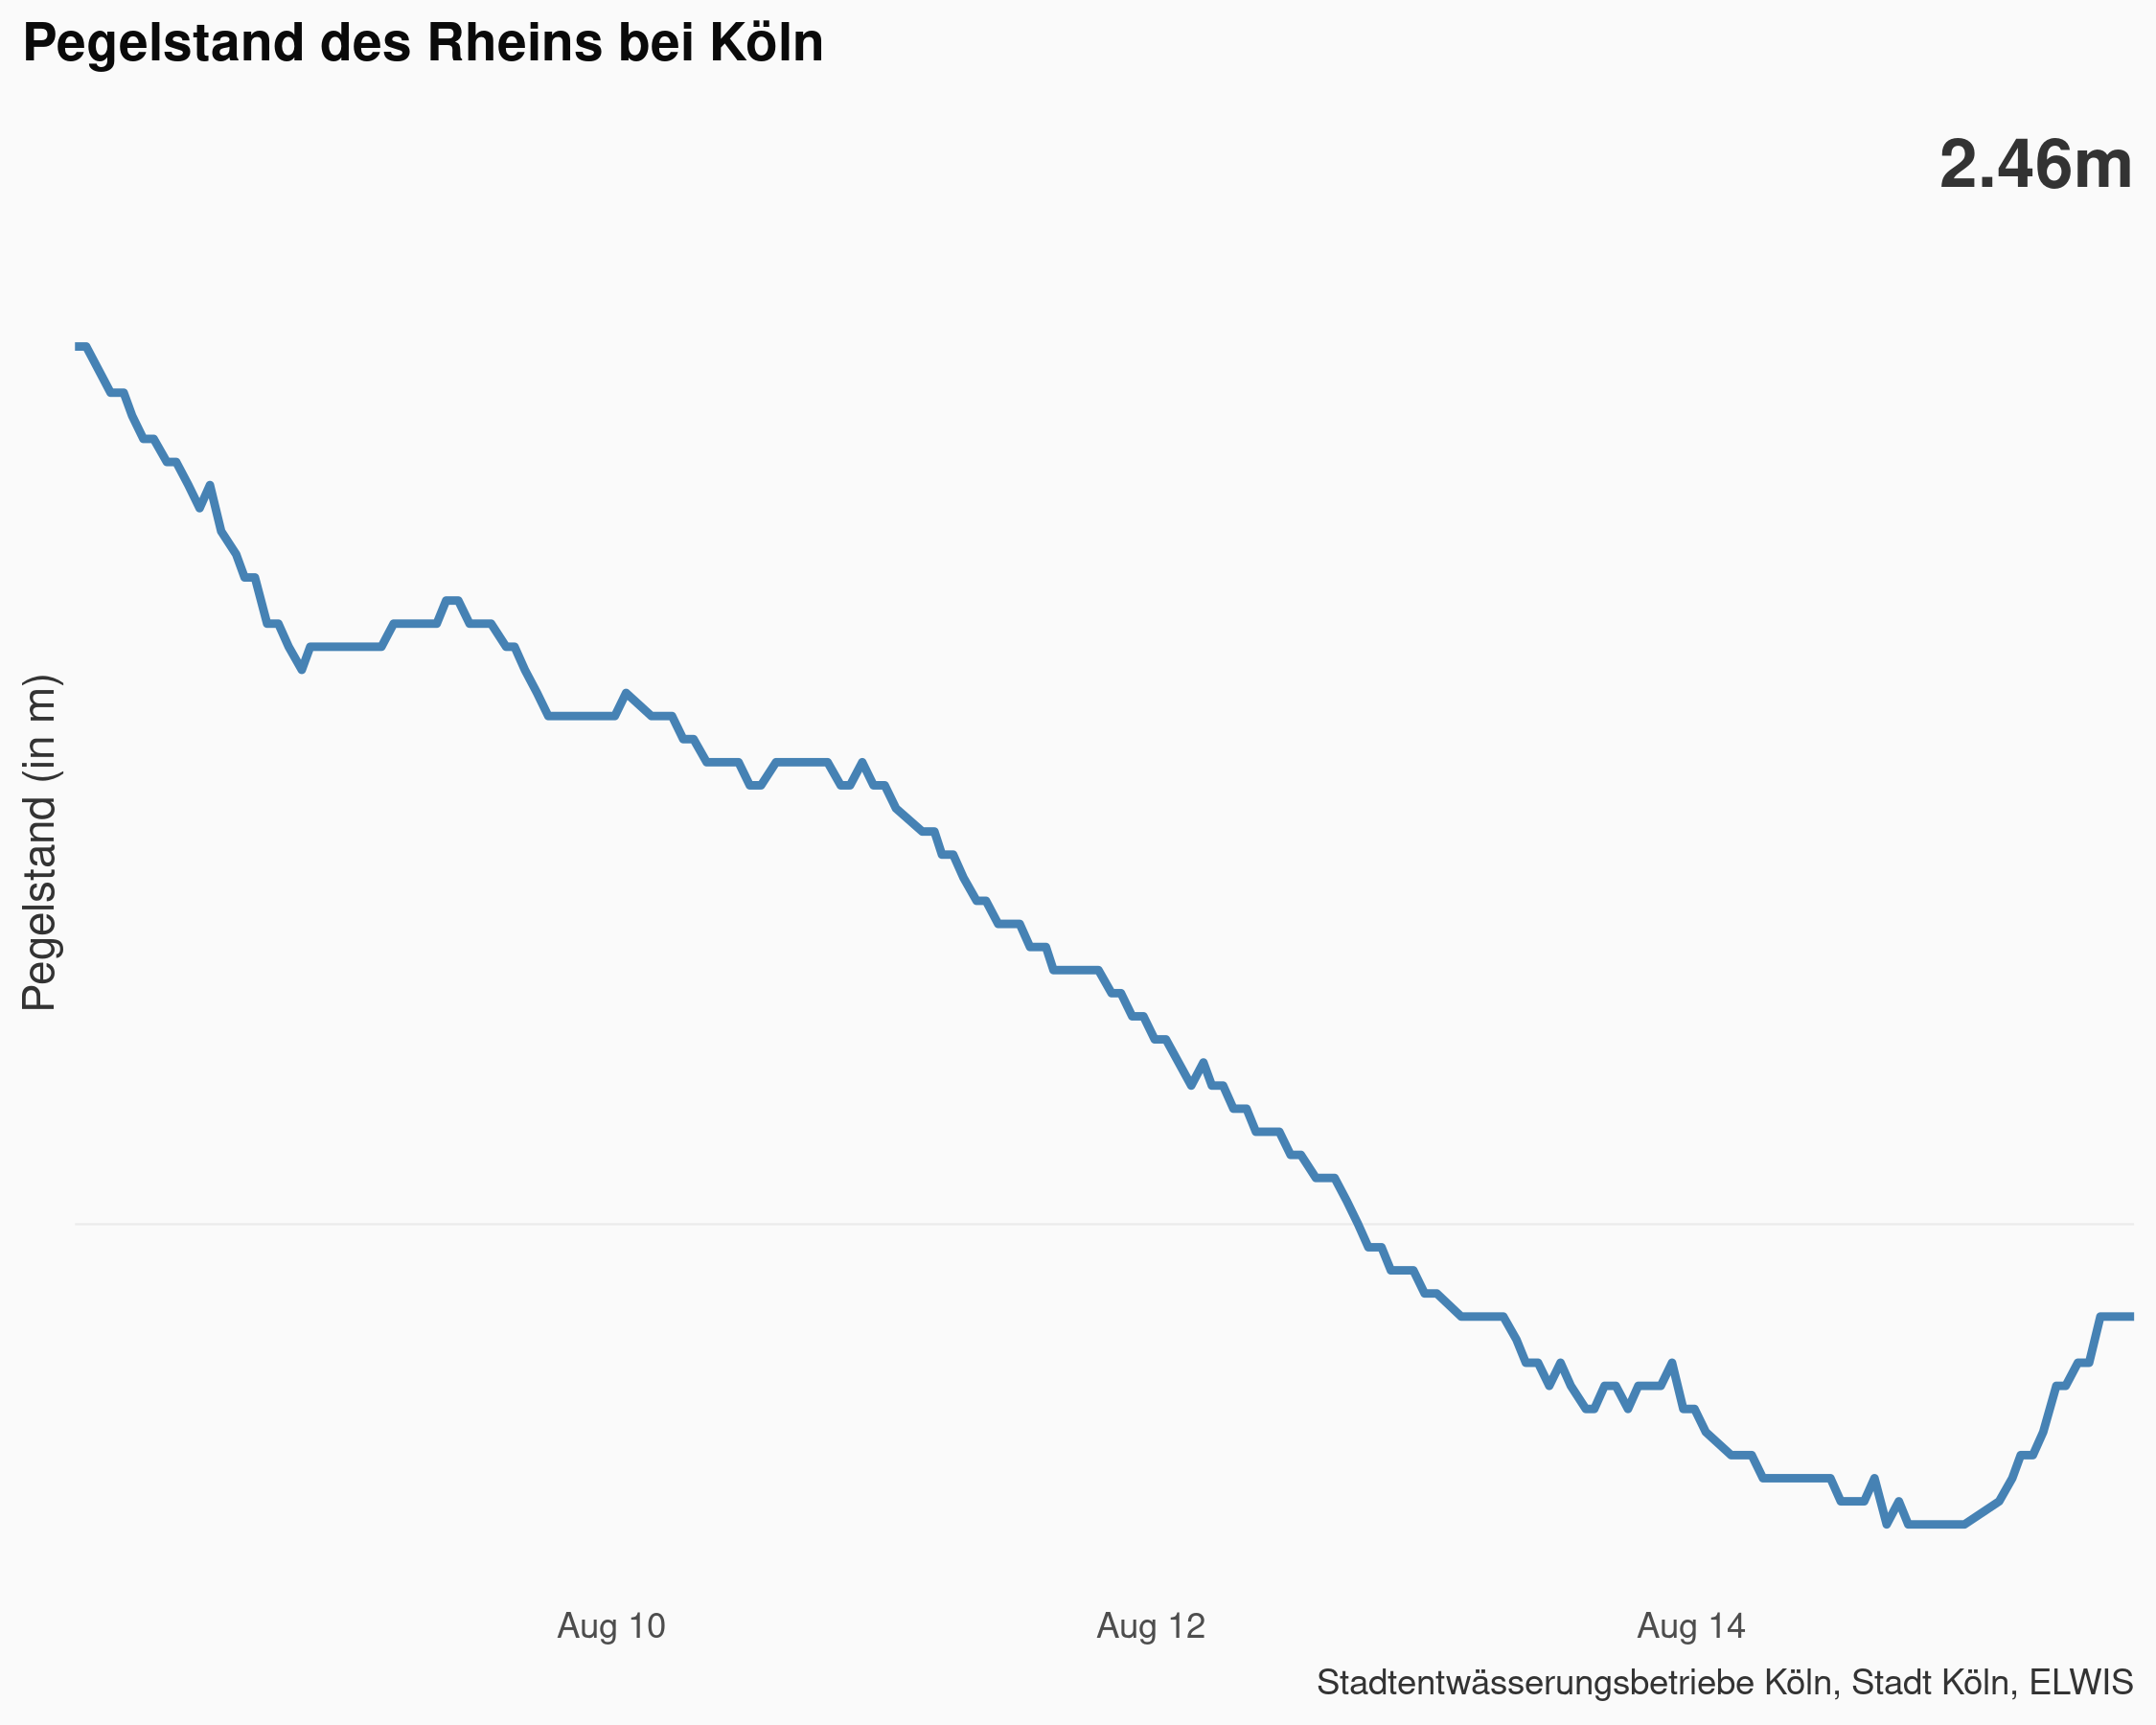 Pegelstand des Rheins bei Köln
2.46m
Pegelstand (in m)
Aug 10
Aug 12
Aug 14
Stadtentwässerungsbetriebe Köln, Stadt Köln, ELWIS